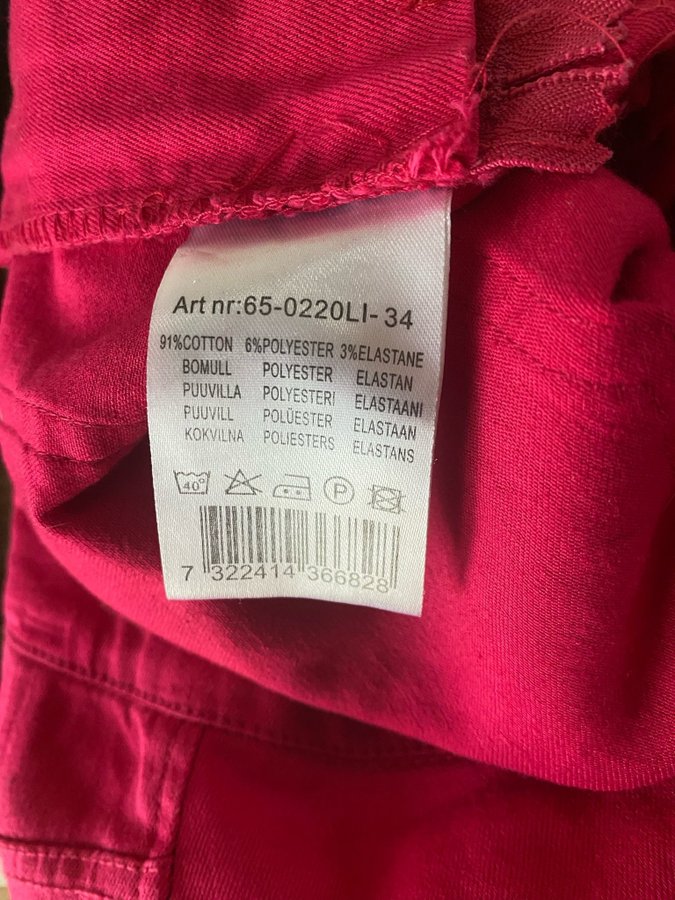 Art nr:65-0220LI-34
91%COTTON 6%POLYESTER 3%ELASTANE
BOMULL POLYESTER ELASTAN
PUUVILLA POLYESTERI ELASTAANI
PUUVILL POLÜESTER ELASTAAN
KOKVILNA POLIESTERS ELASTANS
40° P
7 322414 366828